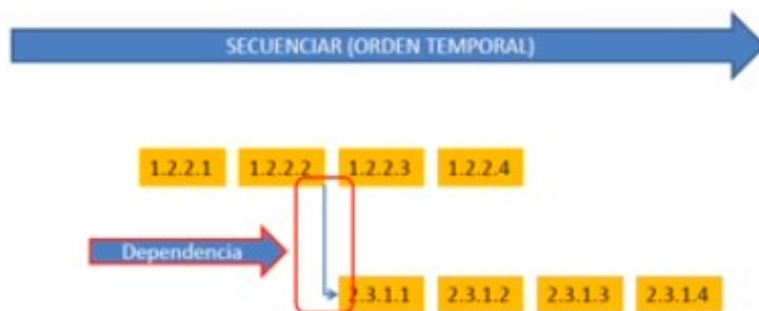 SECUENCIAR (ORDEN TEMPORAL)
1.2.2.1 1.2.2.2 1.2.2.3 1.2.2.4
Dependencia
2.3.1.1 2.3.1.2 2.3.1.3 2.3.1.4